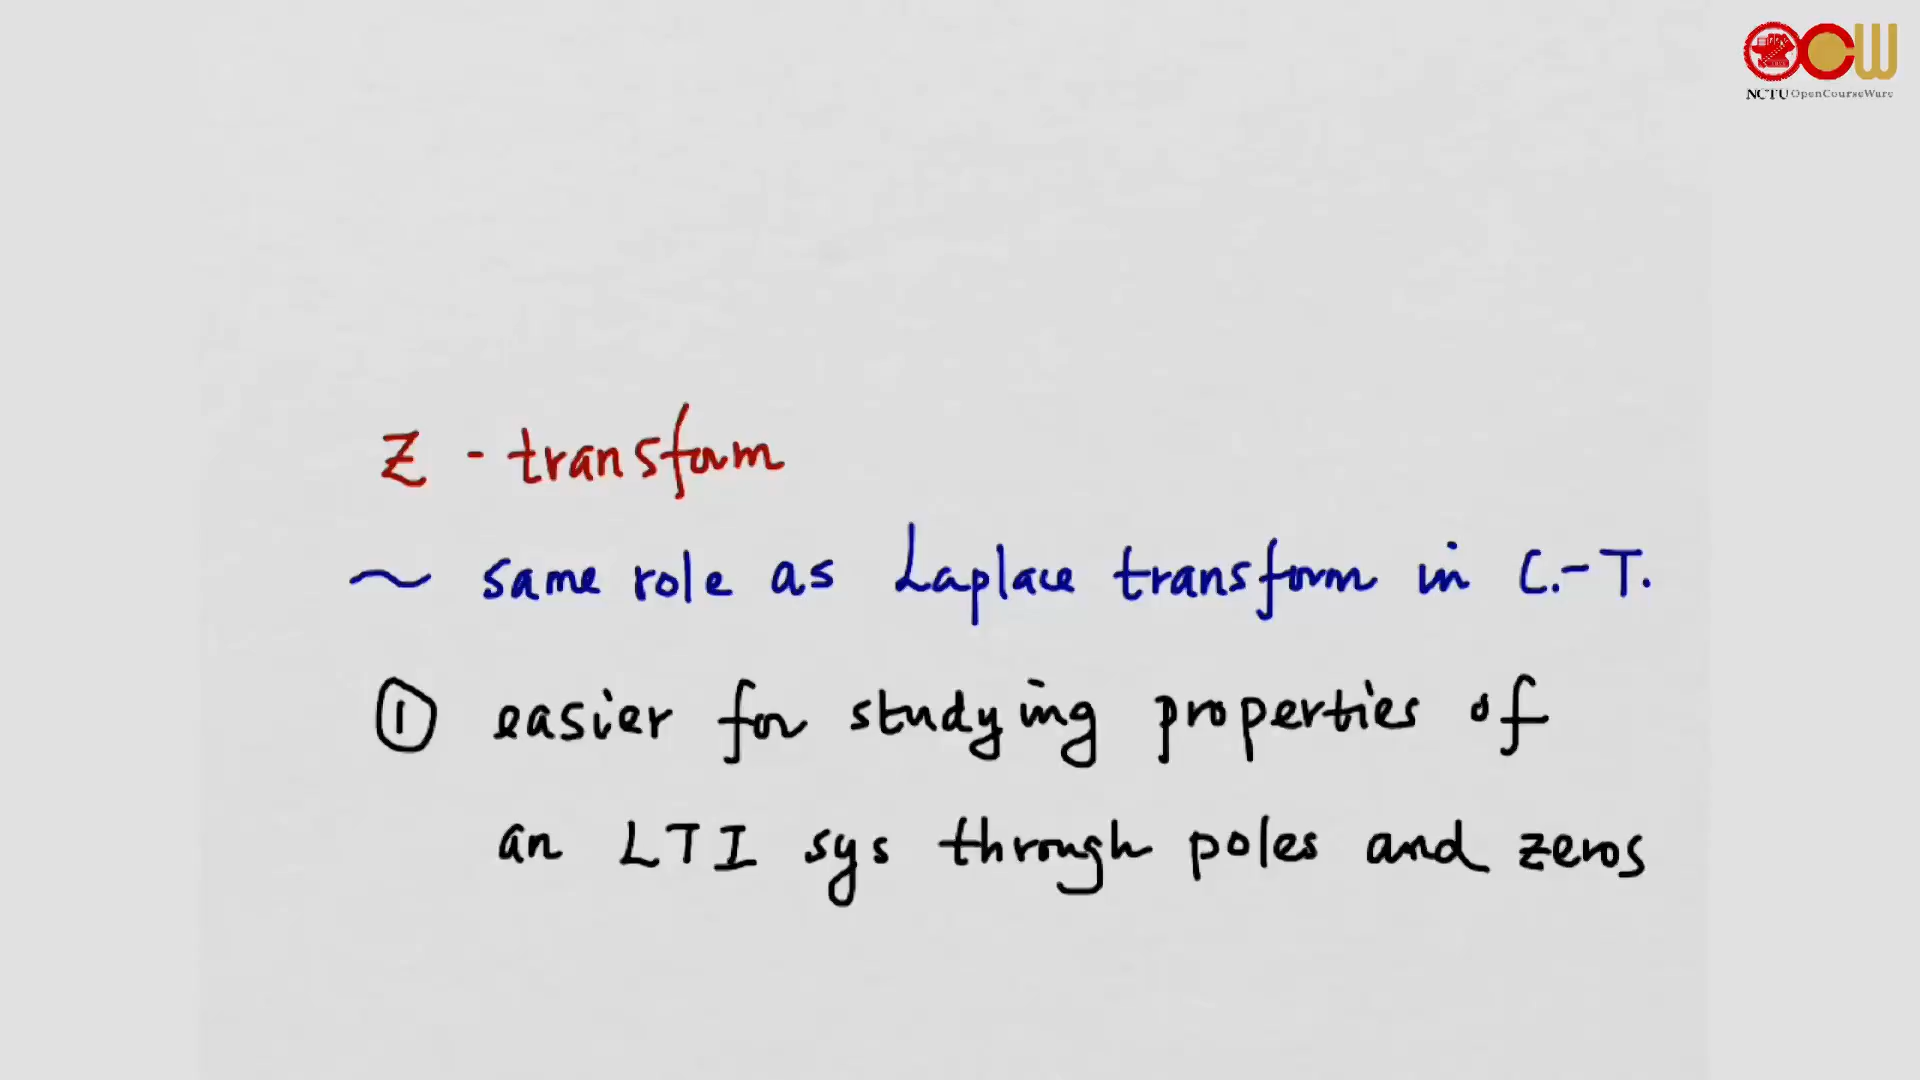 NCTU OpenCourseWare
Z - transform
~ same role as Laplace transform in C.-T.
① easier for studying properties of
an LTI sys through poles and zeros